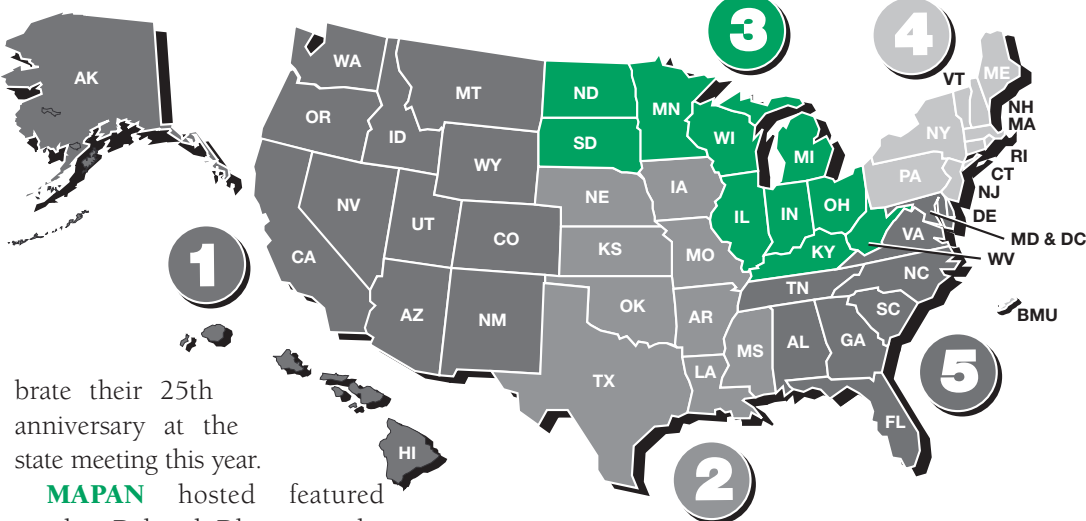 3
4
AK
WA
MT
ND
MN
VT
ME
OR
ID
SD
WI
MI
NY
NH
MA
WY
NE
IA
PA
RI
CT
NJ
NV
UT
CO
KS
MO
IL
IN
OH
KY
VA
DE
MD & DC
WV
1
CA
AZ
NM
OK
AR
TN
NC
SC
BMU
TX
LA
MS
AL
GA
5
FL
HI
2
brate their 25th
anniversary at the
state meeting this year.
MAPAN hosted featured